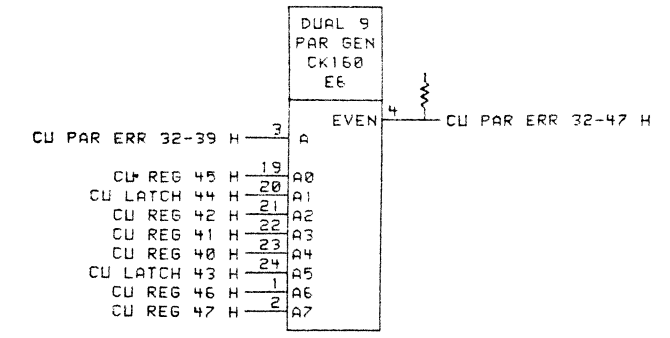 DUAL 9
PAR GEN
CK160
E6
EVEN 4 CU PAR ERR 32-47 H
CU PAR ERR 32-39 H 3 A
CU REG 45 H 19 A0
CU LATCH 44 H 20 A1
CU REG 42 H 21 A2
CU REG 41 H 22 A3
CU REG 40 H 23 A4
CU LATCH 43 H 24 A5
CU REG 46 H 1 A6
CU REG 47 H 2 A7